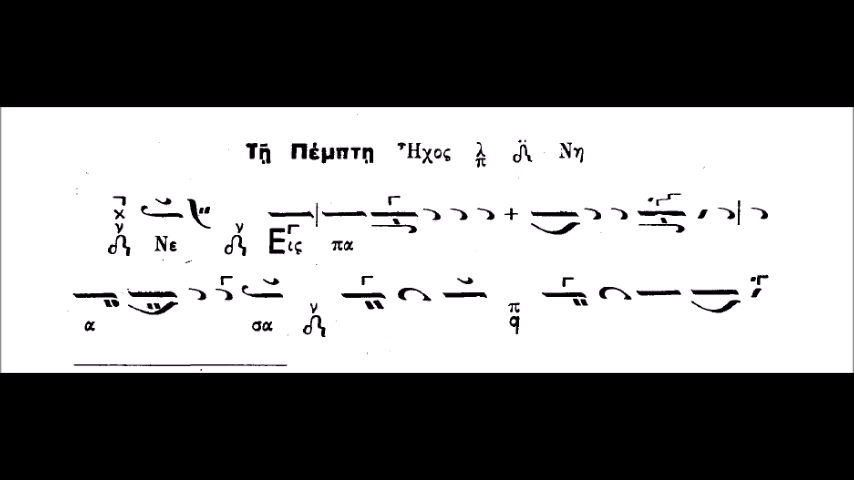 Τῇ Πέμπτῃ Ἦχος λ π Νη
χ
ν Νε ν Εἰς πα
α σα ν π q